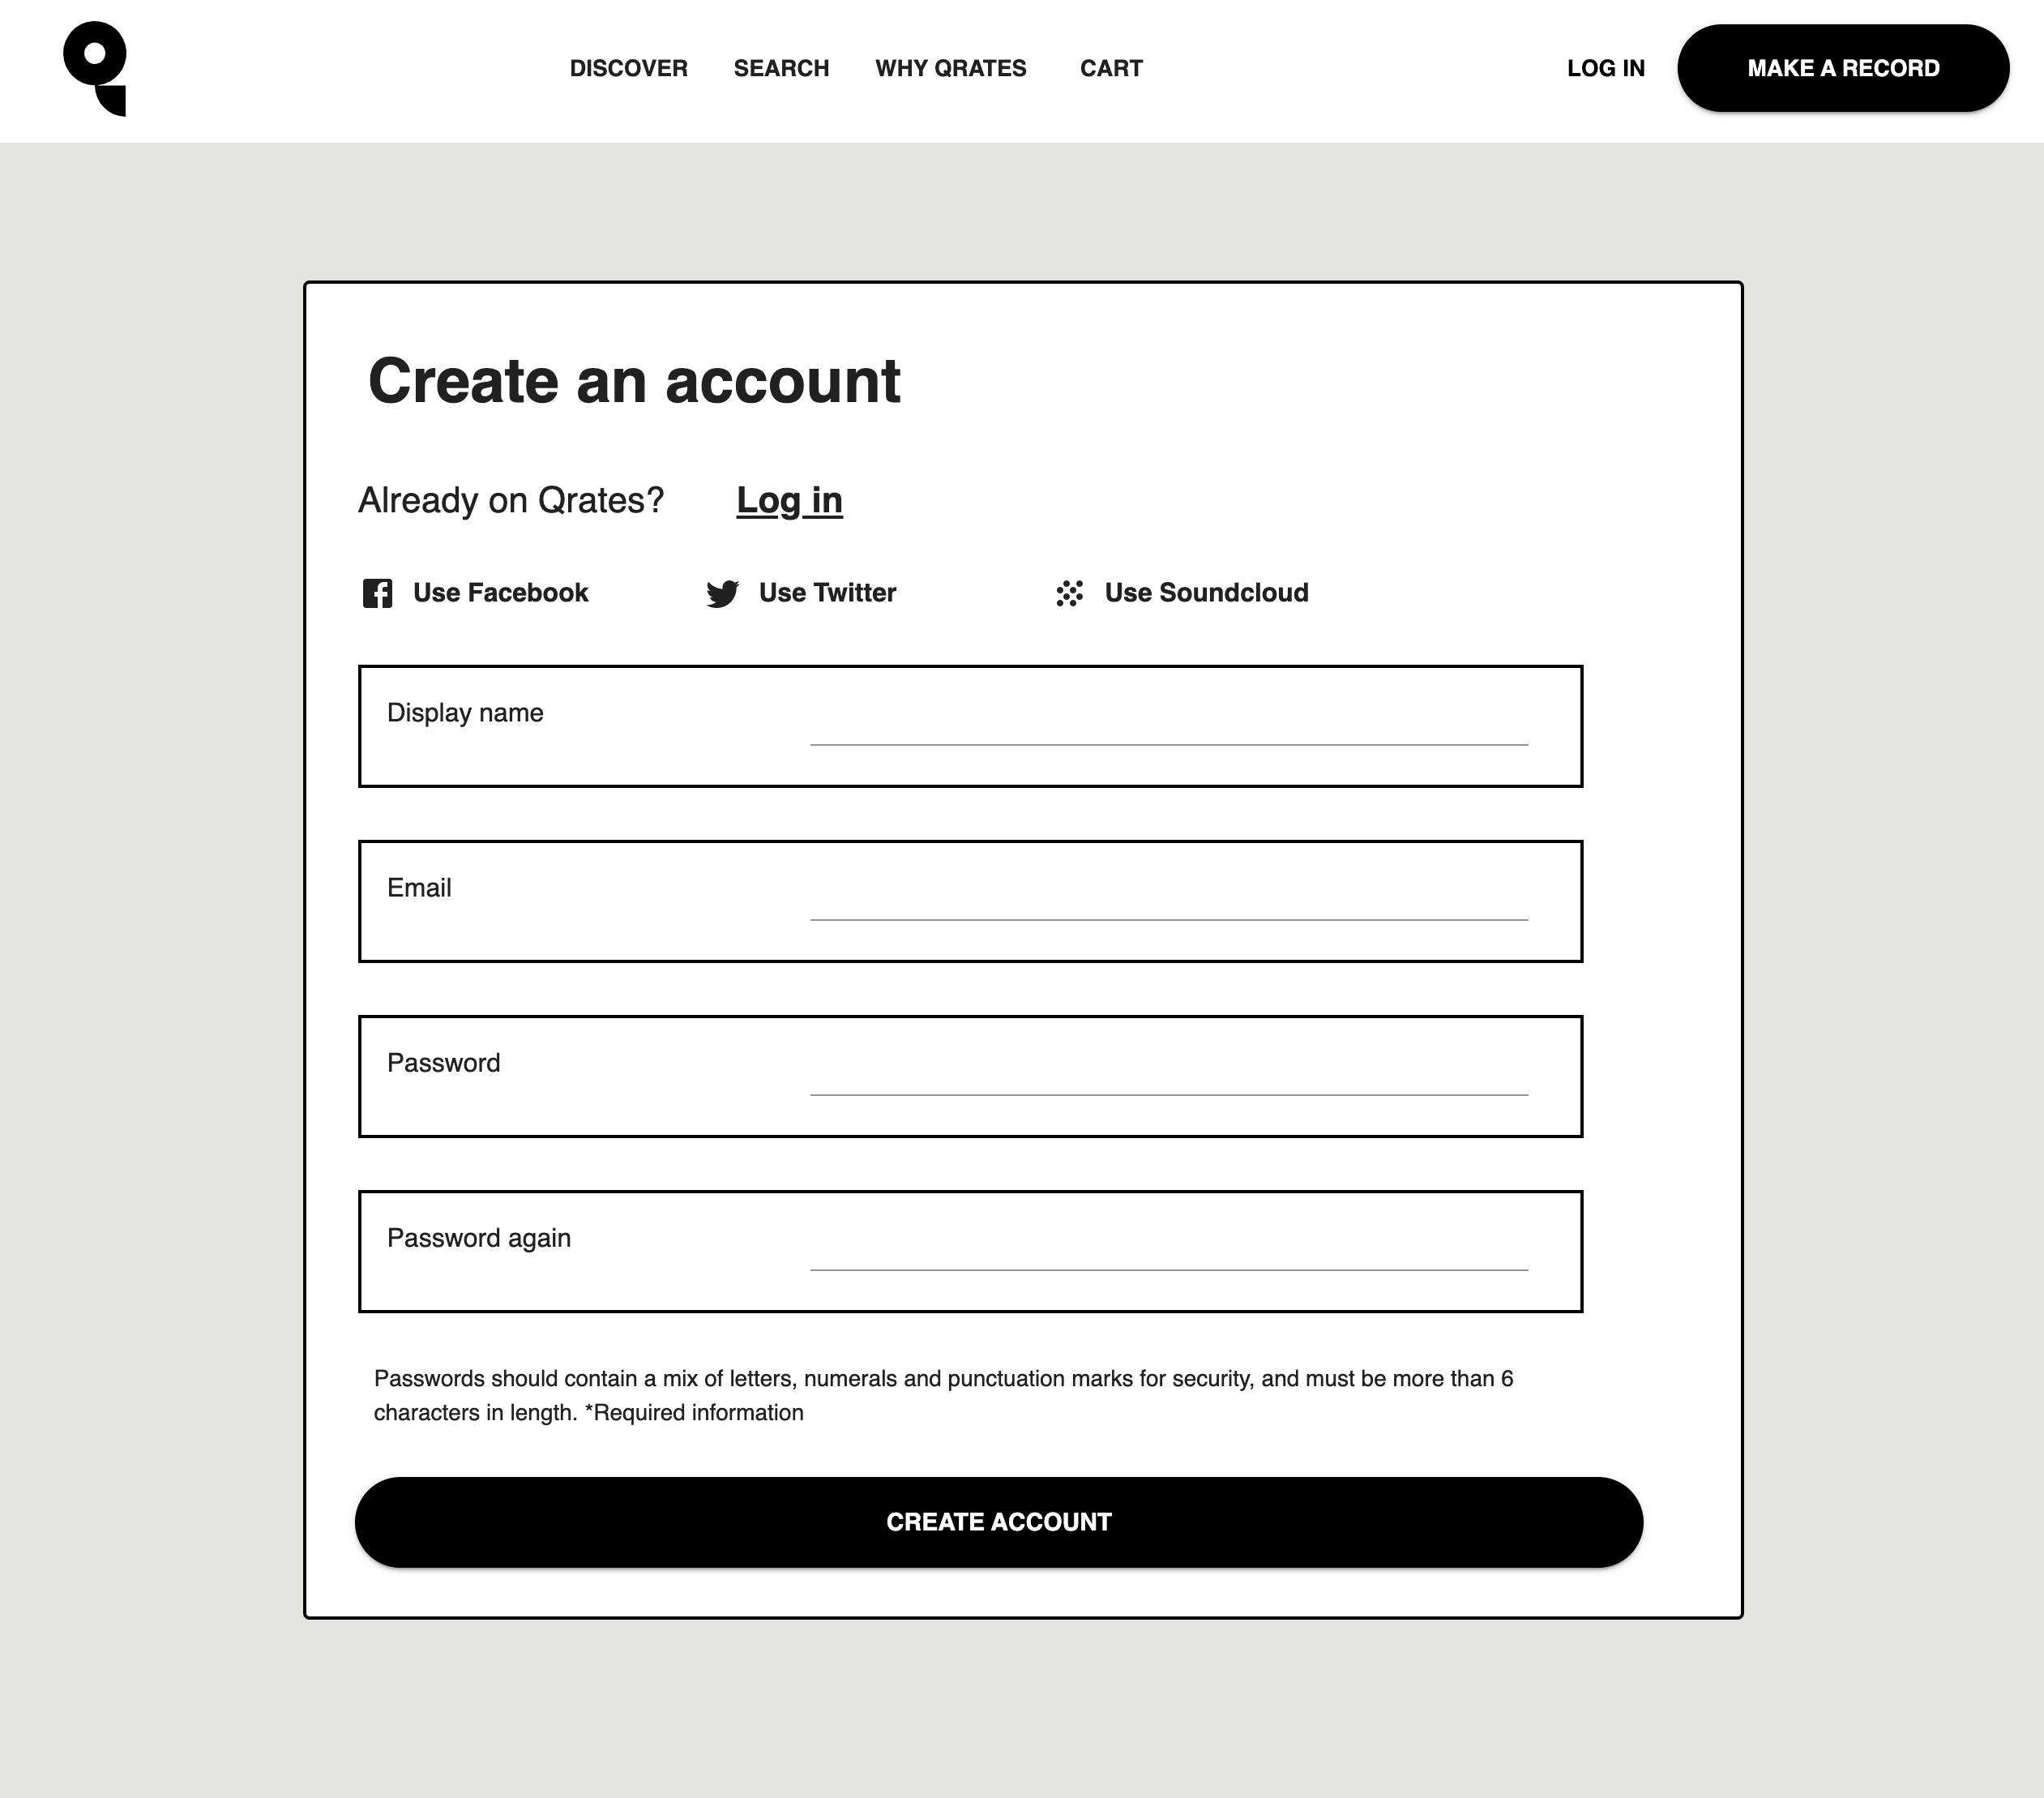 DISCOVER SEARCH WHY QRATES CART LOG IN MAKE A RECORD
Create an account
Already on Qrates? Log in
Use Facebook Use Twitter Use Soundcloud
Display name
Email
Password
Password again
Passwords should contain a mix of letters, numerals and punctuation marks for security, and must be more than 6
characters in length. *Required information
CREATE ACCOUNT